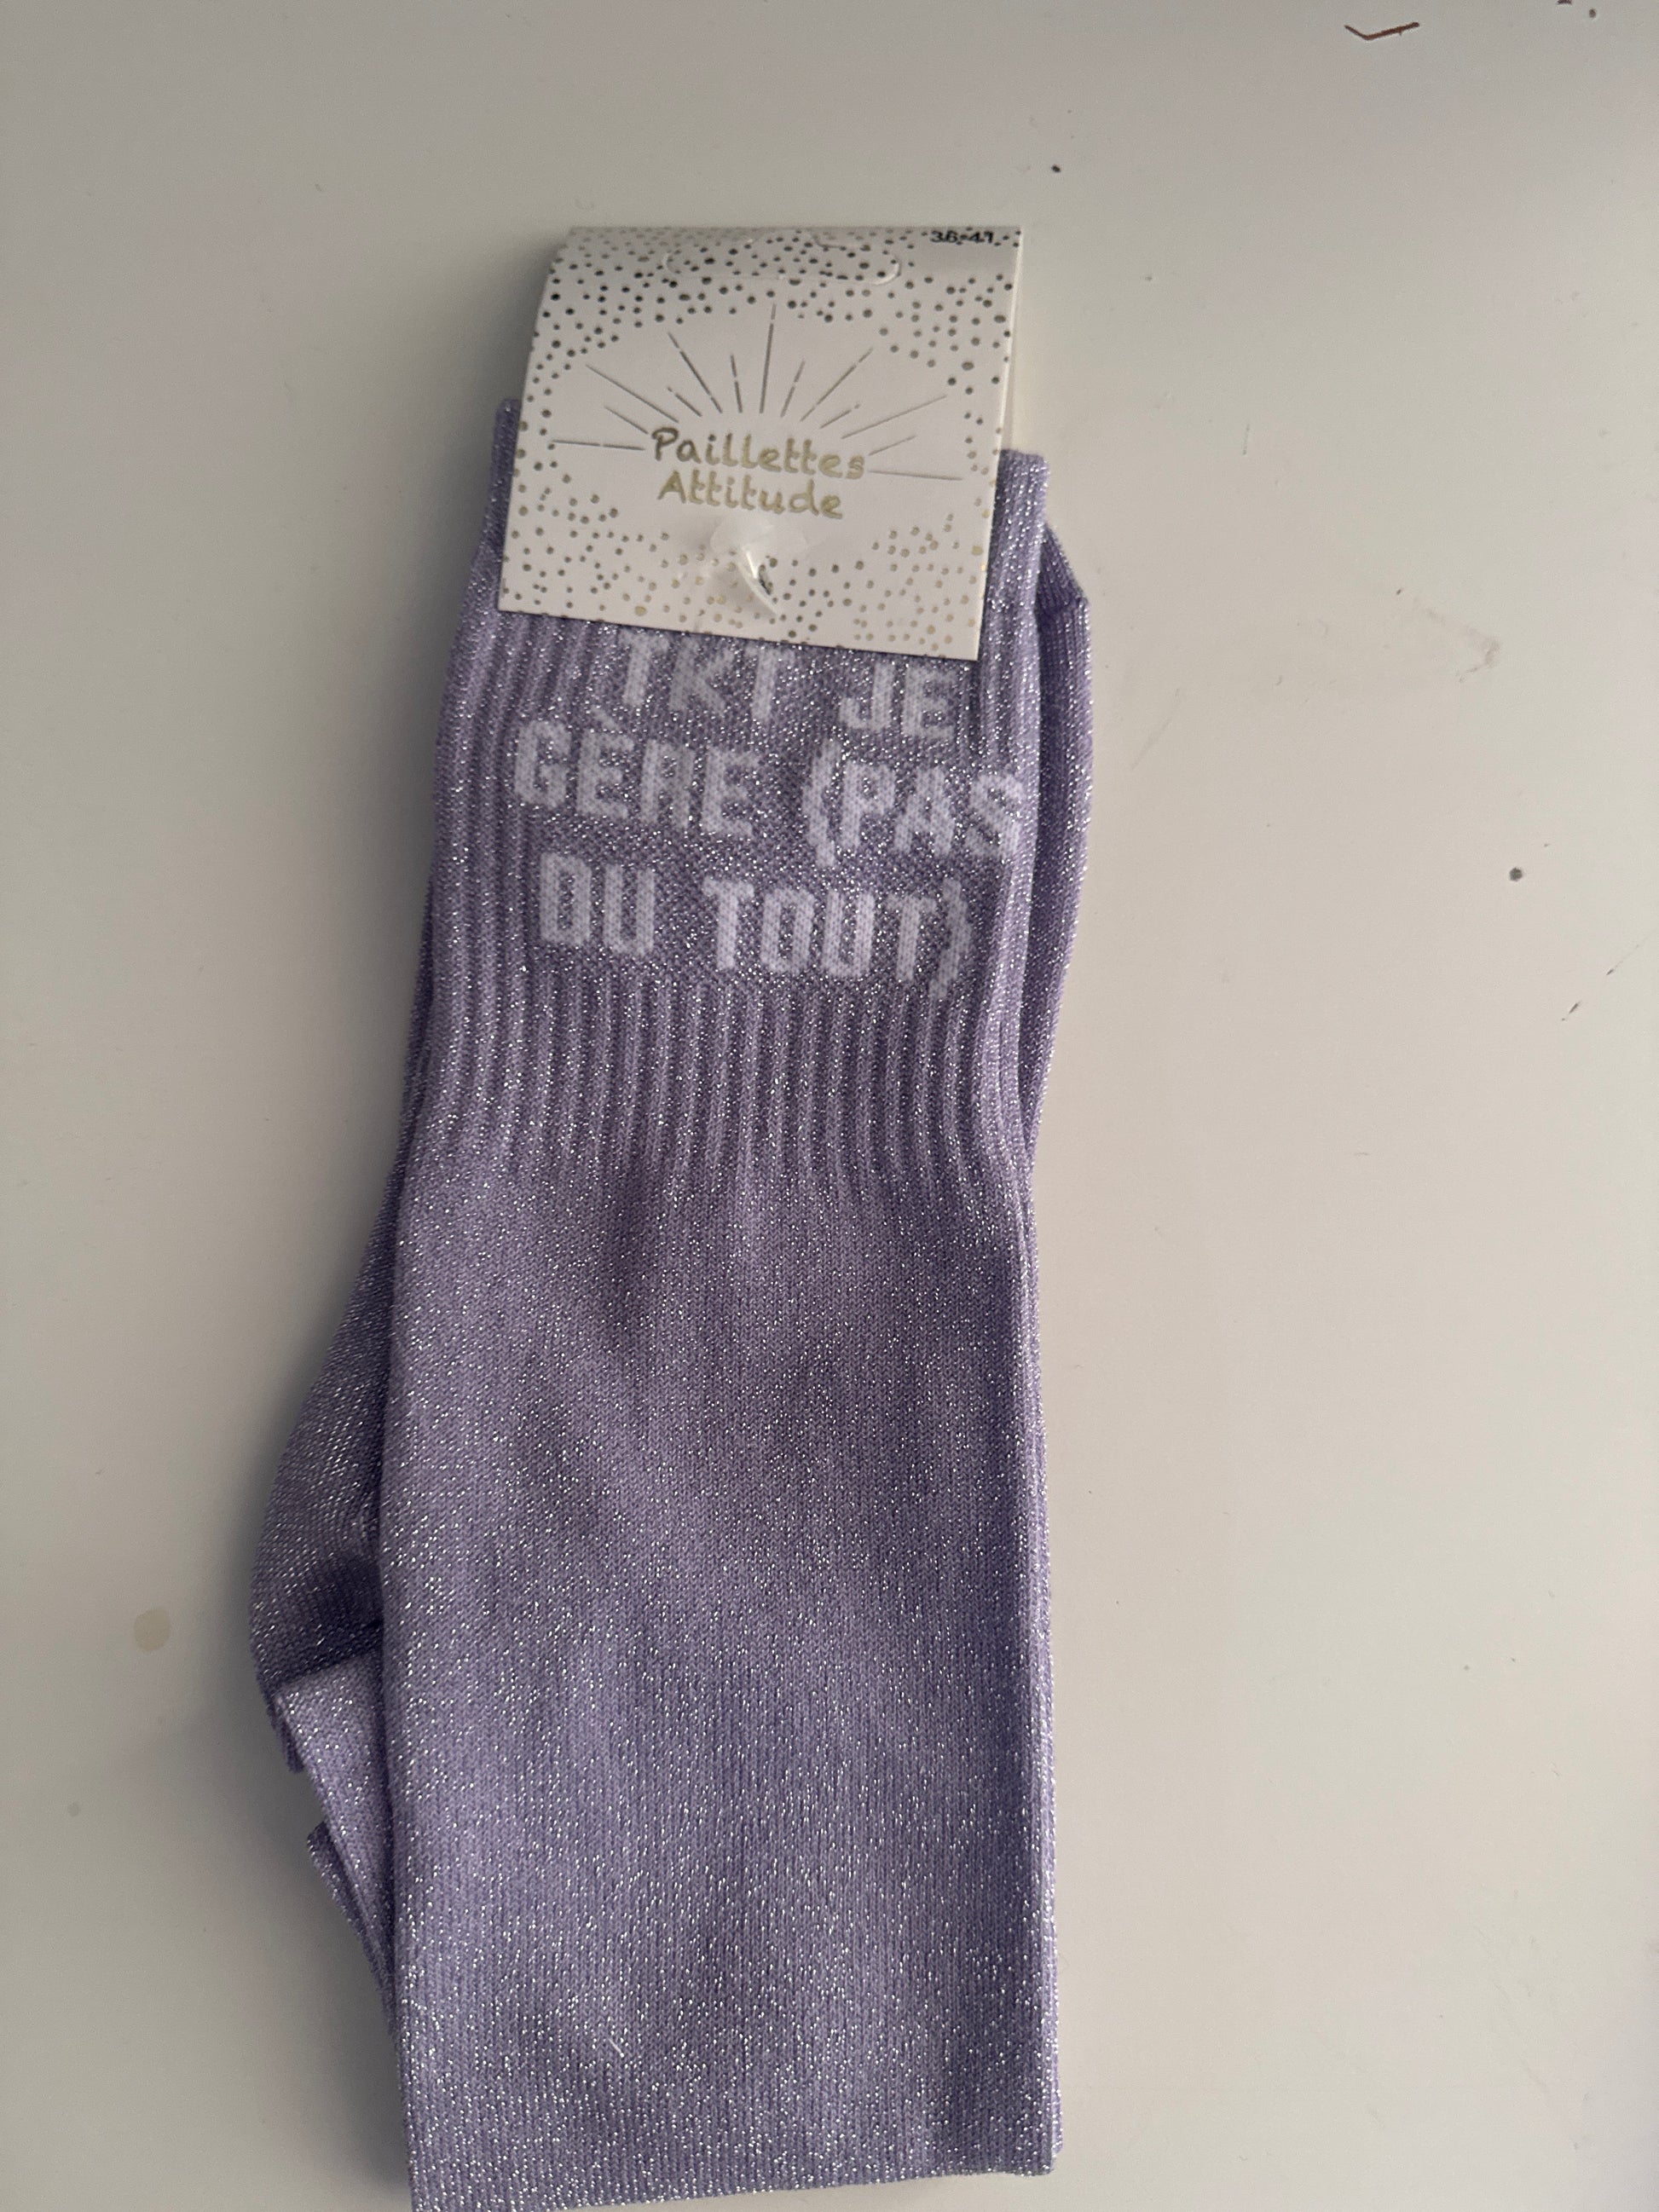 36-41
Paillettes
Attitude
TKT JE
GÈRE (PAS
DU TOUT)